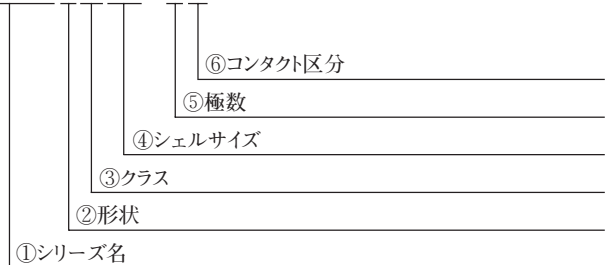 ⑥コンタクト区分
⑤極数
④シェルサイズ
③クラス
②形状
①シリーズ名